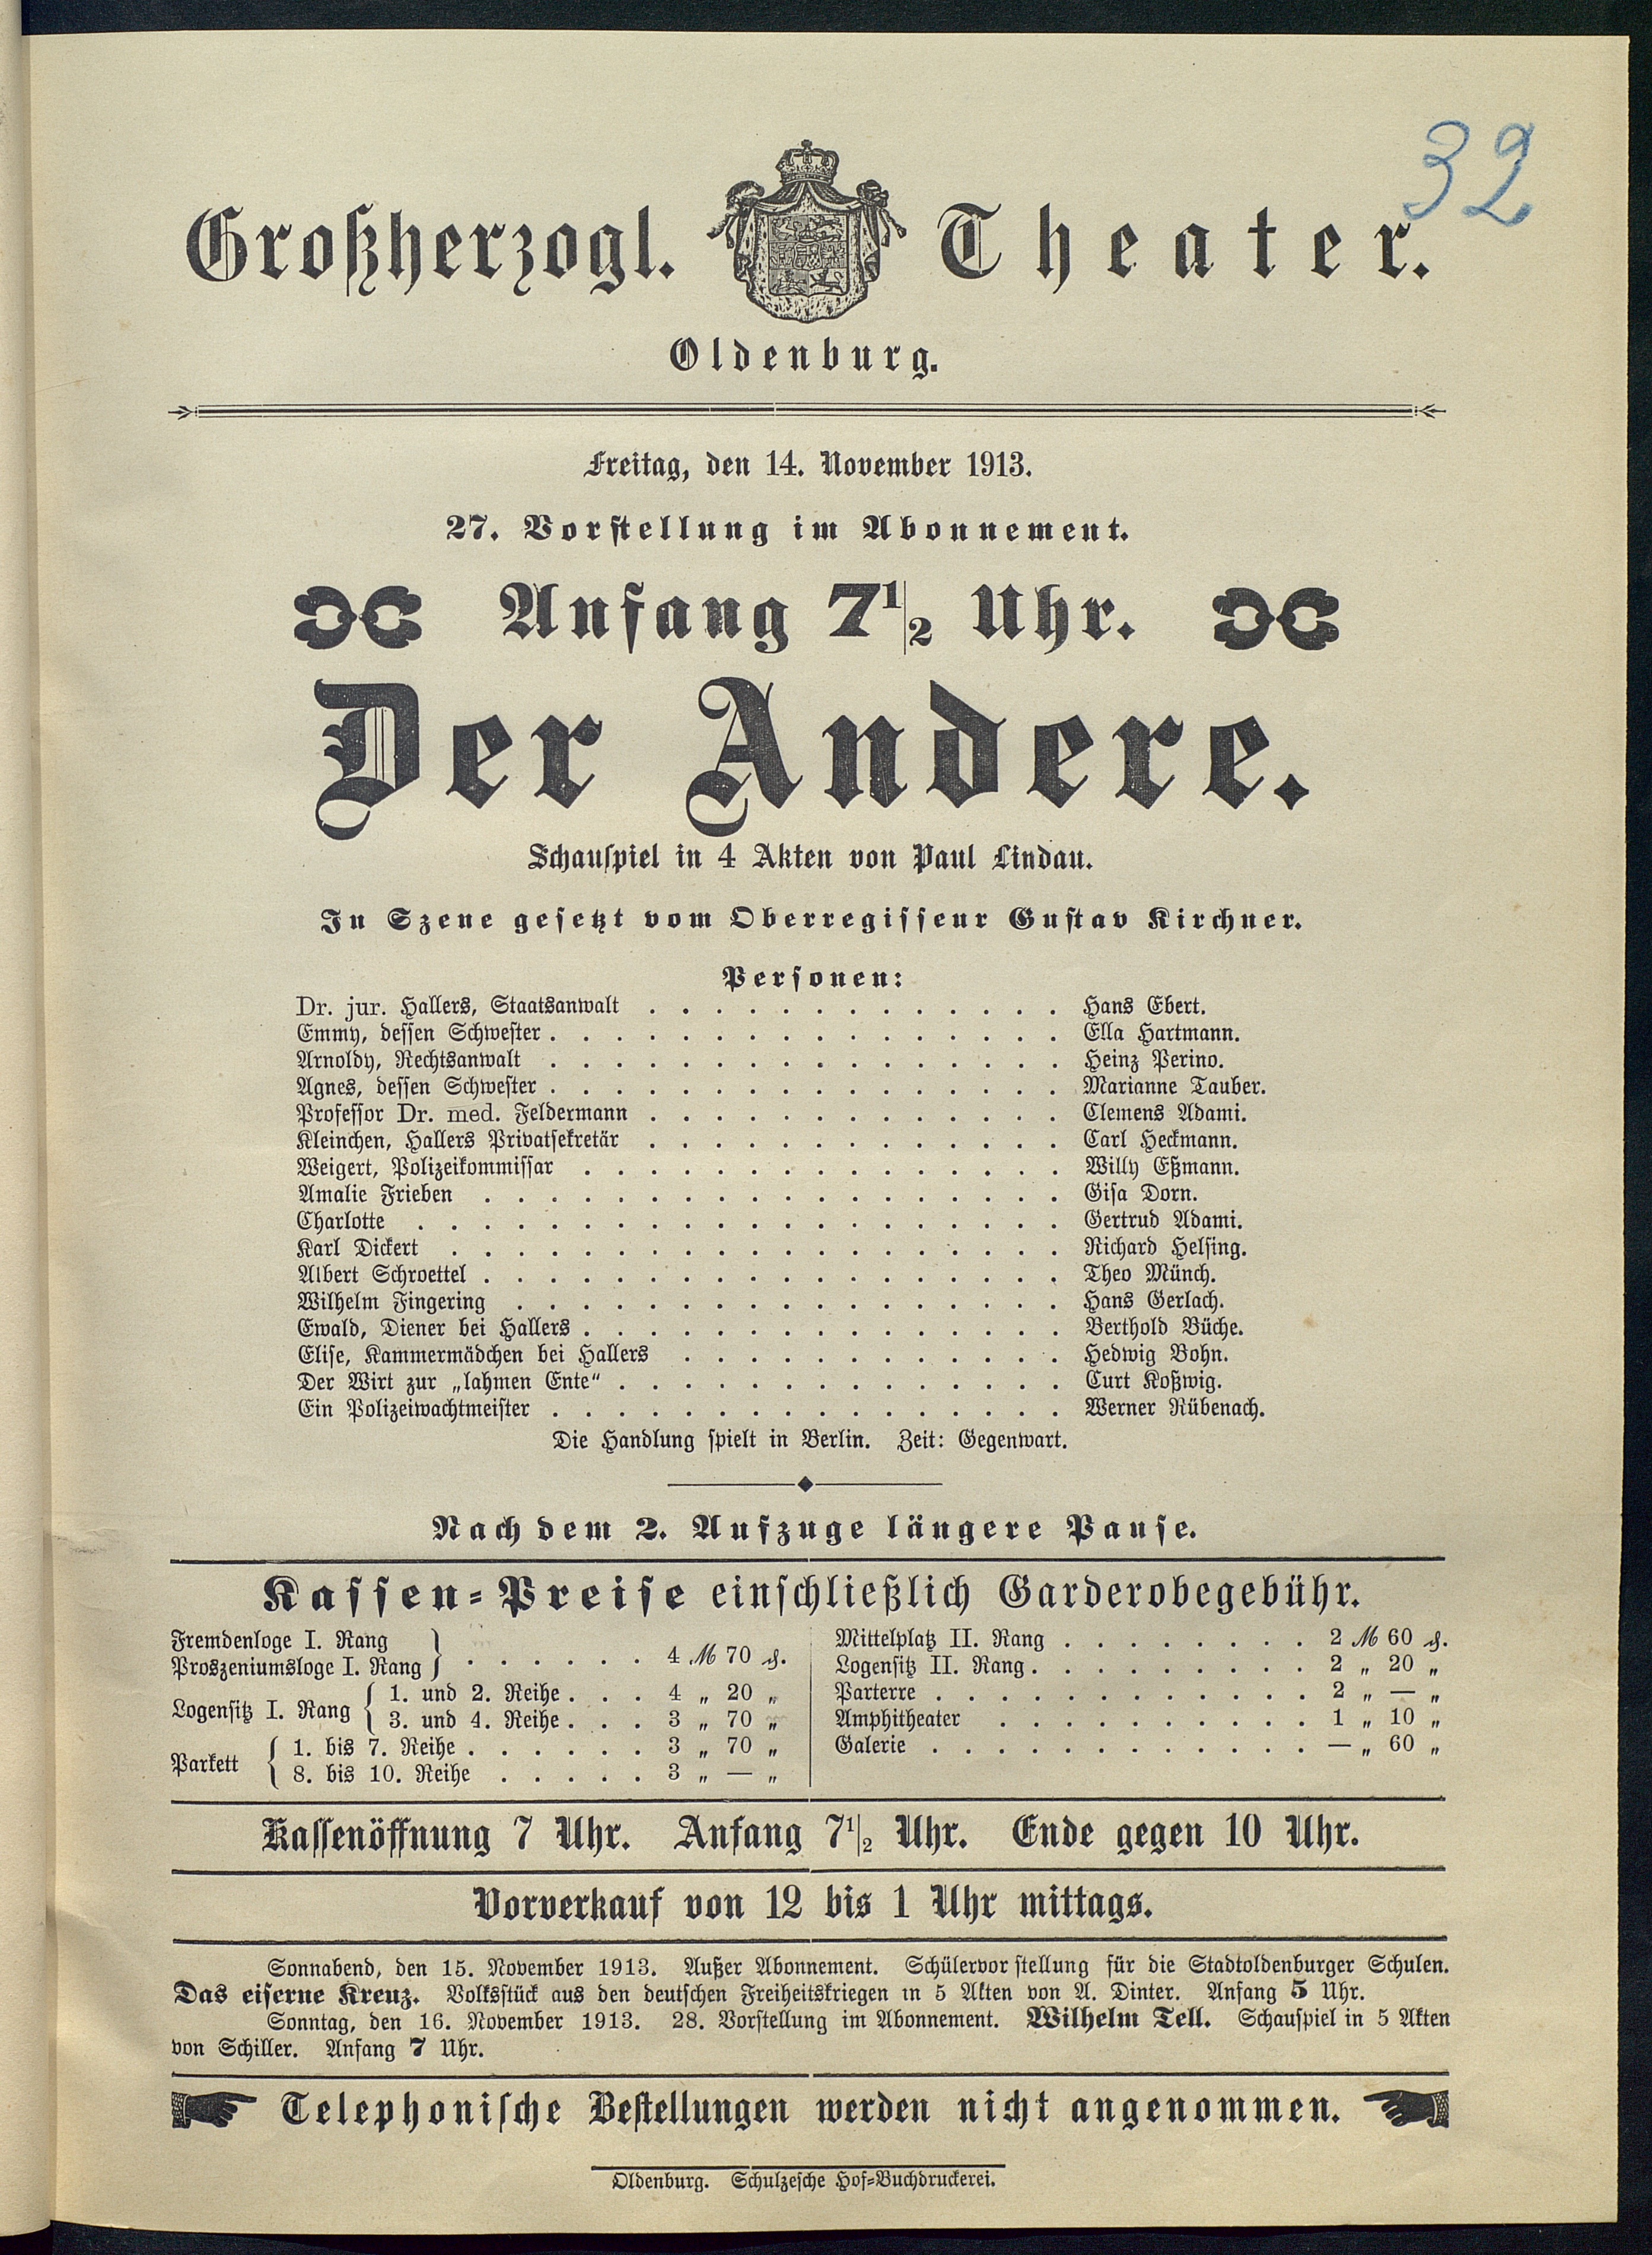 32
Großherzogl. Theater.
Oldenburg.
Freitag, den 14. November 1913.
27. Vorstellung im Abonnement.
Anfang 7 1/2 Uhr.
Der Andere.
Schauspiel in 4 Akten von Paul Lindau.
In Szene gesetzt vom Oberregisseur Gustav Kirchner.
Personen:
Dr. jur. Hallers, Staatsanwalt . . . . . . . . . . . . . Hans Ebert.
Emmy, dessen Schwester . . . . . . . . . . . . . . . . Ella Hartmann.
Arnoldy, Rechtsanwalt . . . . . . . . . . . . . . . . Heinz Perino.
Agnes, dessen Schwester . . . . . . . . . . . . . . . . Marianne Tauber.
Professor Dr. med. Feldermann . . . . . . . . . . . . . Clemens Adami.
Kleinchen, Hallers Privatsekretär . . . . . . . . . . . . . Carl Heckmann.
Weigert, Polizeikommissar . . . . . . . . . . . . . . . Willy Eßmann.
Amalie Frieben . . . . . . . . . . . . . . . . . . Gisa Dorn.
Charlotte . . . . . . . . . . . . . . . . . . . . Gertrud Adami.
Karl Dickert . . . . . . . . . . . . . . . . . . . Richard Helsing.
Albert Schroettel . . . . . . . . . . . . . . . . . . Theo Münch.
Wilhelm Fingering . . . . . . . . . . . . . . . . . Hans Gerlach.
Ewald, Diener bei Hallers . . . . . . . . . . . . . . . Berthold Büche.
Elise, Kammermädchen bei Hallers . . . . . . . . . . . . Hedwig Bohn.
Der Wirt zur „lahmen Ente“ . . . . . . . . . . . . . . Curt Koßwig.
Ein Polizeiwachtmeister . . . . . . . . . . . . . . . . Werner Rübenach.
Die Handlung spielt in Berlin. Zeit: Gegenwart.
Nach dem 2. Aufzuge längere Pause.
Kassen-Preise einschließlich Garderobegebühr.
Fremdenloge I. Rang
Proszeniumsloge I. Rang } . . . . . . 4 ℳ 70 ₰.
Logensitz I. Rang { 1. und 2. Reihe . . . 4 „ 20 „
3. und 4. Reihe . . . 3 „ 70 „
Parkett { 1. bis 7. Reihe . . . . . . 3 „ 70 „
8. bis 10. Reihe . . . . . 3 „ — „
Mittelplatz II. Rang . . . . . . . . 2 ℳ 60 ₰.
Logensitz II. Rang . . . . . . . . . 2 „ 20 „
Parterre . . . . . . . . . . . . 2 „ — „
Amphitheater . . . . . . . . . . 1 „ 10 „
Galerie . . . . . . . . . . . . — „ 60 „
Kassenöffnung 7 Uhr. Anfang 7 1/2 Uhr. Ende gegen 10 Uhr.
Vorverkauf von 12 bis 1 Uhr mittags.
Sonnabend, den 15. November 1913. Außer Abonnement. Schülervorstellung für die Stadtoldenburger Schulen.
Das eiserne Kreuz. Volksstück aus den deutschen Freiheitskriegen in 5 Akten von A. Dinter. Anfang 5 Uhr.
Sonntag, den 16. November 1913. 28. Vorstellung im Abonnement. Wilhelm Tell. Schauspiel in 5 Akten
von Schiller. Anfang 7 Uhr.
Telephonische Bestellungen werden nicht angenommen.
Oldenburg. Schulzesche Hof-Buchdruckerei.